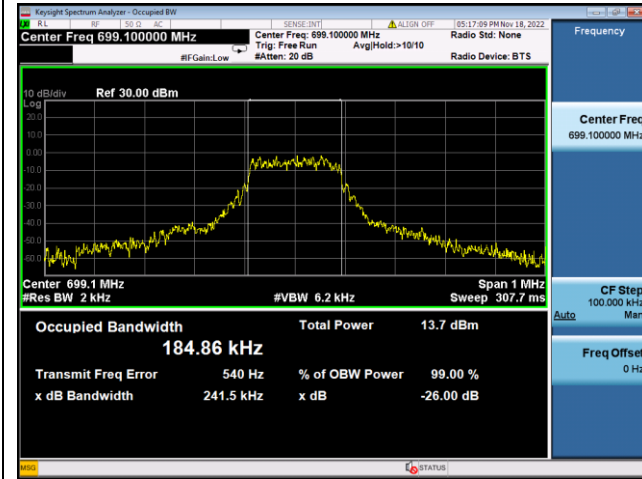 Keysight Spectrum Analyzer - Occupied BW
RL RF 50 Ω AC SENSE:INT ALIGN OFF 05:17:09 PM Nov 18, 2022
Center Freq 699.100000 MHz
Center Freq: 699.100000 MHz
Radio Std: None
Trig: Free Run Avg|Hold:>10/10
#IFGain:Low #Atten: 20 dB Radio Device: BTS
Frequency
10 dB/div Ref 30.00 dBm
Log
20.0
10.0
0.00
-10.0
-20.0
-30.0
-40.0
-50.0
-60.0
Center 699.1 MHz Span 1 MHz
#Res BW 2 kHz #VBW 6.2 kHz Sweep 307.7 ms
Occupied Bandwidth Total Power 13.7 dBm
184.86 kHz
Transmit Freq Error 540 Hz % of OBW Power 99.00 %
x dB Bandwidth 241.5 kHz x dB -26.00 dB
Center Freq
699.100000 MHz
CF Step
100.000 kHz
Auto Man
Freq Offset
0 Hz
MSG STATUS